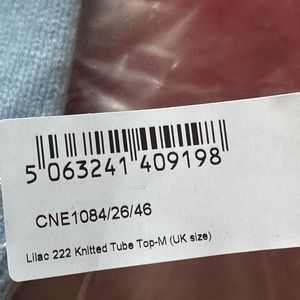 5 063241 409198
CNE1084/26/46
Lilac 222 Knitted Tube Top-M (UK size)